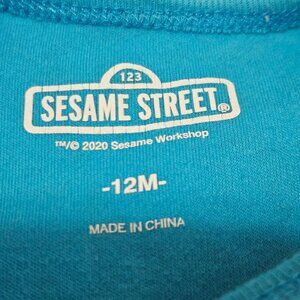 123
SESAME STREET®
™/© 2020 Sesame Workshop
-12M-
MADE IN CHINA